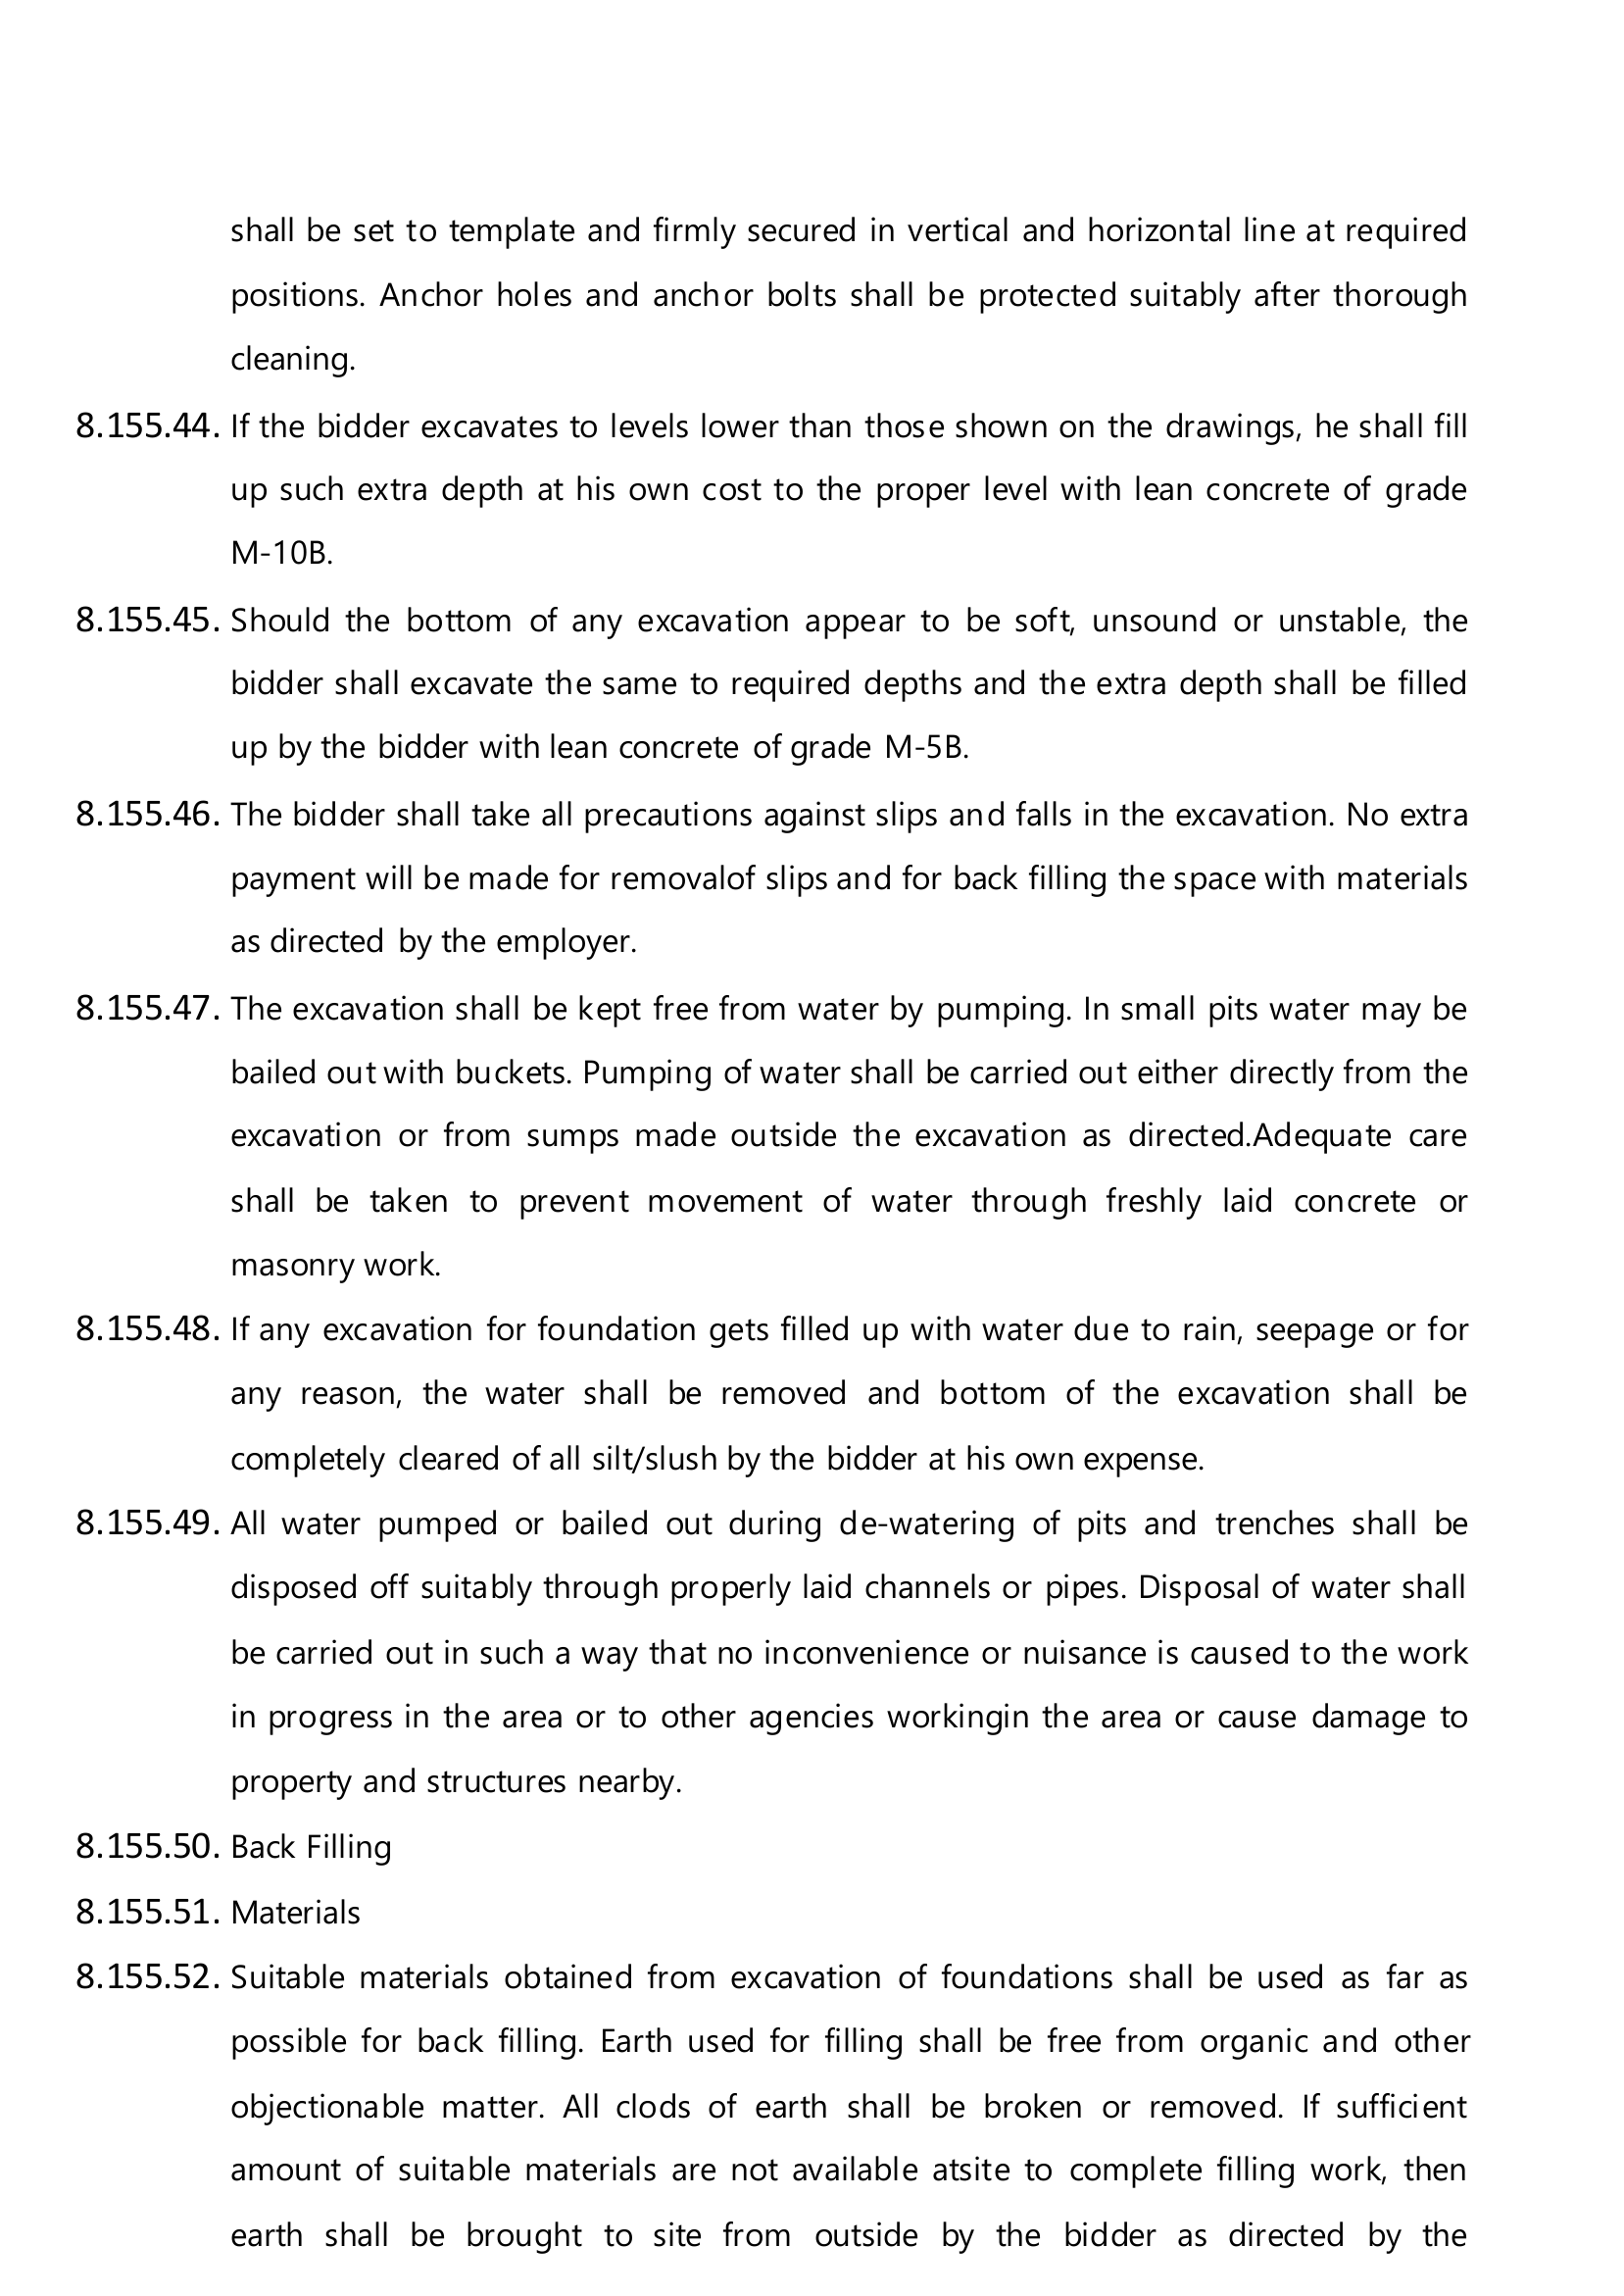 shall be set to template and firmly secured in vertical and horizontal line at required
positions. Anchor holes and anchor bolts shall be protected suitably after thorough
cleaning.
8.155.44. If the bidder excavates to levels lower than those shown on the drawings, he shall fill
up such extra depth at his own cost to the proper level with lean concrete of grade
M-10B.
8.155.45. Should the bottom of any excavation appear to be soft, unsound or unstable, the
bidder shall excavate the same to required depths and the extra depth shall be filled
up by the bidder with lean concrete of grade M-5B.
8.155.46. The bidder shall take all precautions against slips and falls in the excavation. No extra
payment will be made for removalof slips and for back filling the space with materials
as directed by the employer.
8.155.47. The excavation shall be kept free from water by pumping. In small pits water may be
bailed out with buckets. Pumping of water shall be carried out either directly from the
excavation or from sumps made outside the excavation as directed.Adequate care
shall be taken to prevent movement of water through freshly laid concrete or
masonry work.
8.155.48. If any excavation for foundation gets filled up with water due to rain, seepage or for
any reason, the water shall be removed and bottom of the excavation shall be
completely cleared of all silt/slush by the bidder at his own expense.
8.155.49. All water pumped or bailed out during de-watering of pits and trenches shall be
disposed off suitably through properly laid channels or pipes. Disposal of water shall
be carried out in such a way that no inconvenience or nuisance is caused to the work
in progress in the area or to other agencies workingin the area or cause damage to
property and structures nearby.
8.155.50. Back Filling
8.155.51. Materials
8.155.52. Suitable materials obtained from excavation of foundations shall be used as far as
possible for back filling. Earth used for filling shall be free from organic and other
objectionable matter. All clods of earth shall be broken or removed. If sufficient
amount of suitable materials are not available atsite to complete filling work, then
earth shall be brought to site from outside by the bidder as directed by the